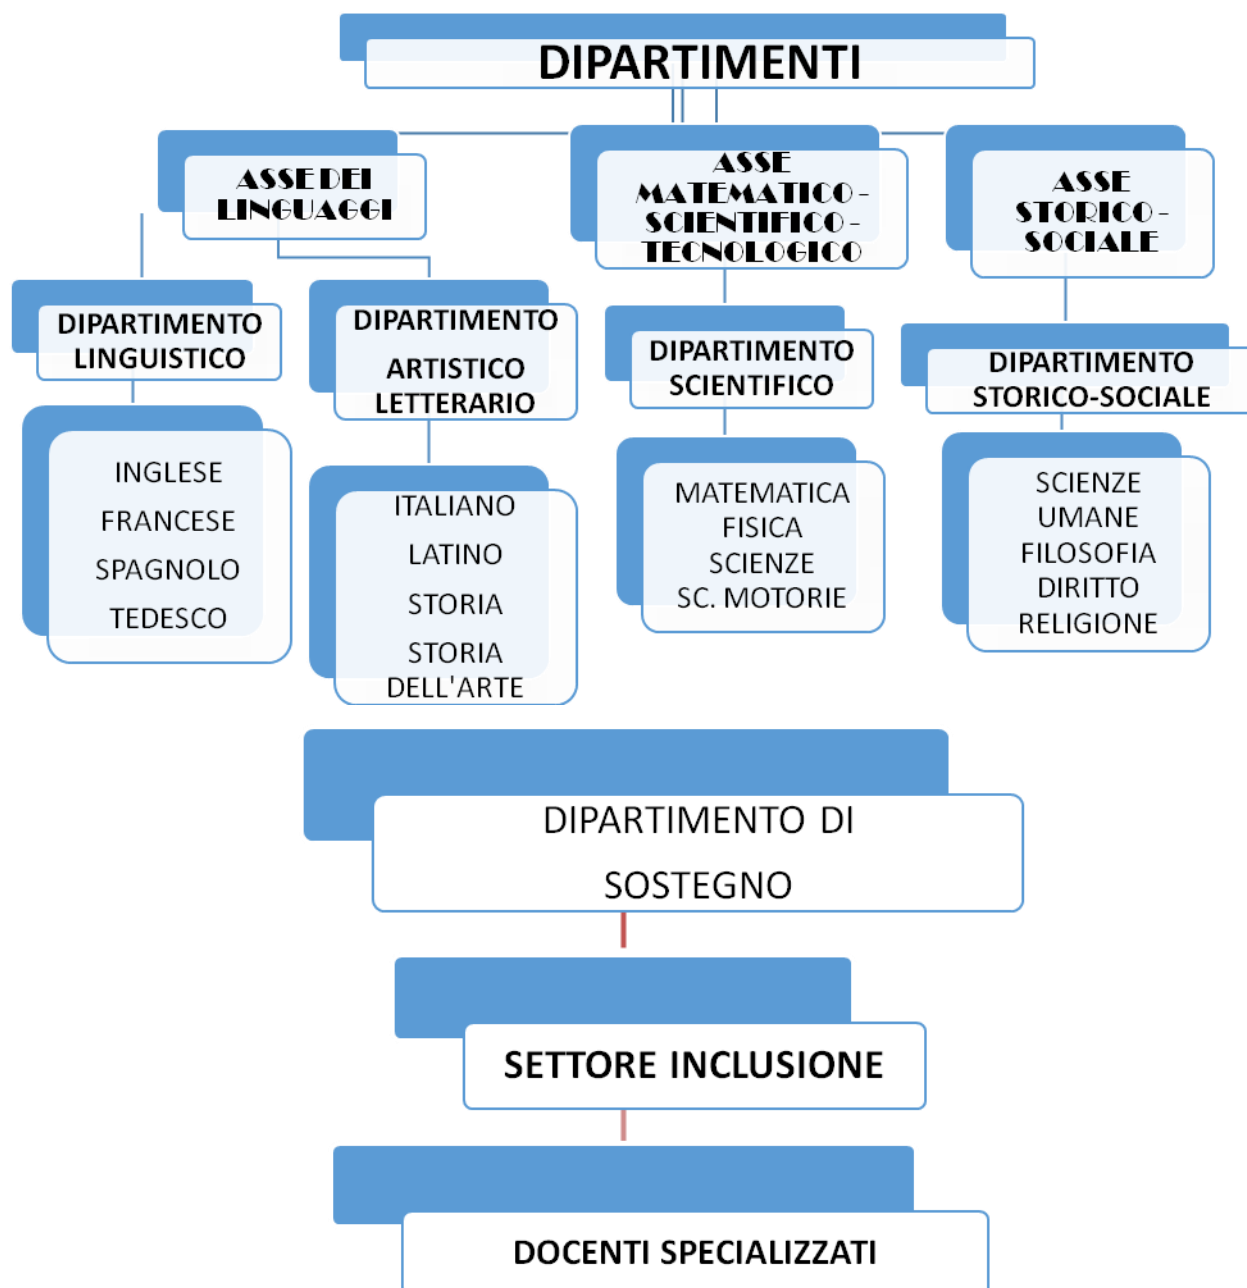 DIPARTIMENTI
ASSE DEI
LINGUAGGI
ASSE
MATEMATICO -
SCIENTIFICO -
TECNOLOGICO
ASSE
STORICO -
SOCIALE
DIPARTIMENTO
LINGUISTICO
DIPARTIMENTO
ARTISTICO
LETTERARIO
DIPARTIMENTO
SCIENTIFICO
DIPARTIMENTO
STORICO-SOCIALE
INGLESE
FRANCESE
SPAGNOLO
TEDESCO
ITALIANO
LATINO
STORIA
STORIA
DELL'ARTE
MATEMATICA
FISICA
SCIENZE
SC. MOTORIE
SCIENZE
UMANE
FILOSOFIA
DIRITTO
RELIGIONE
DIPARTIMENTO DI
SOSTEGNO
SETTORE INCLUSIONE
DOCENTI SPECIALIZZATI